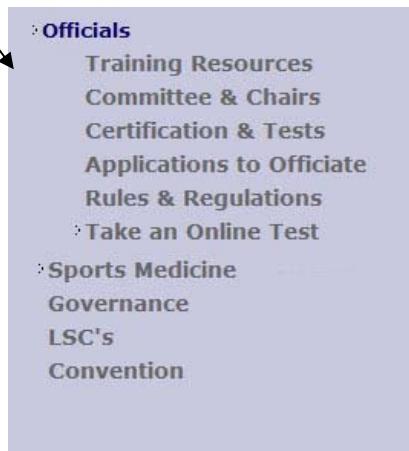 Officials
Training Resources
Committee & Chairs
Certification & Tests
Applications to Officiate
Rules & Regulations
Take an Online Test
Sports Medicine
Governance
LSC's
Convention